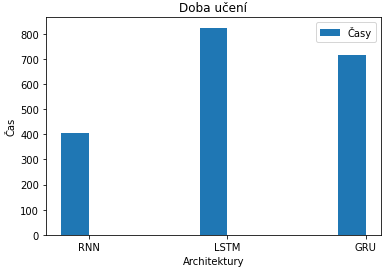 Doba učení
Časy
800
700
600
500
400
300
200
100
0
Čas
RNN
LSTM
GRU
Architektury